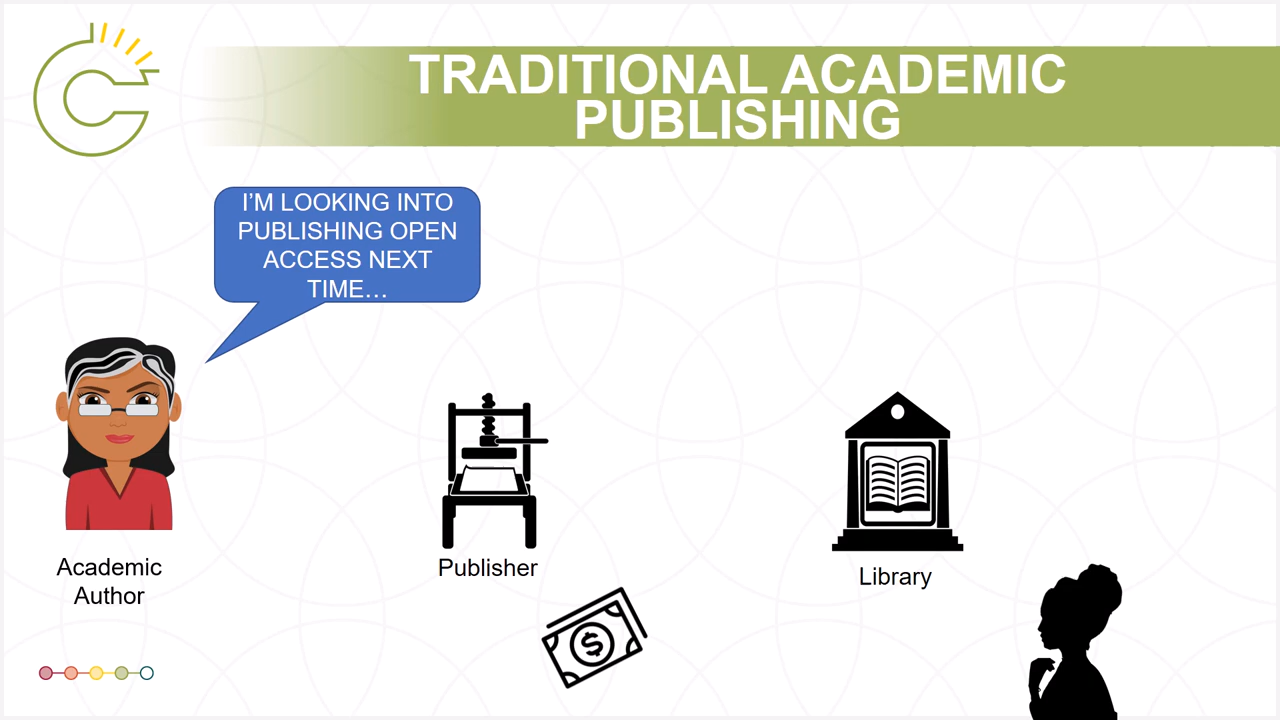 TRADITIONAL ACADEMIC
PUBLISHING
I’M LOOKING INTO
PUBLISHING OPEN
ACCESS NEXT
TIME…
Academic
Author
Publisher
Library
$